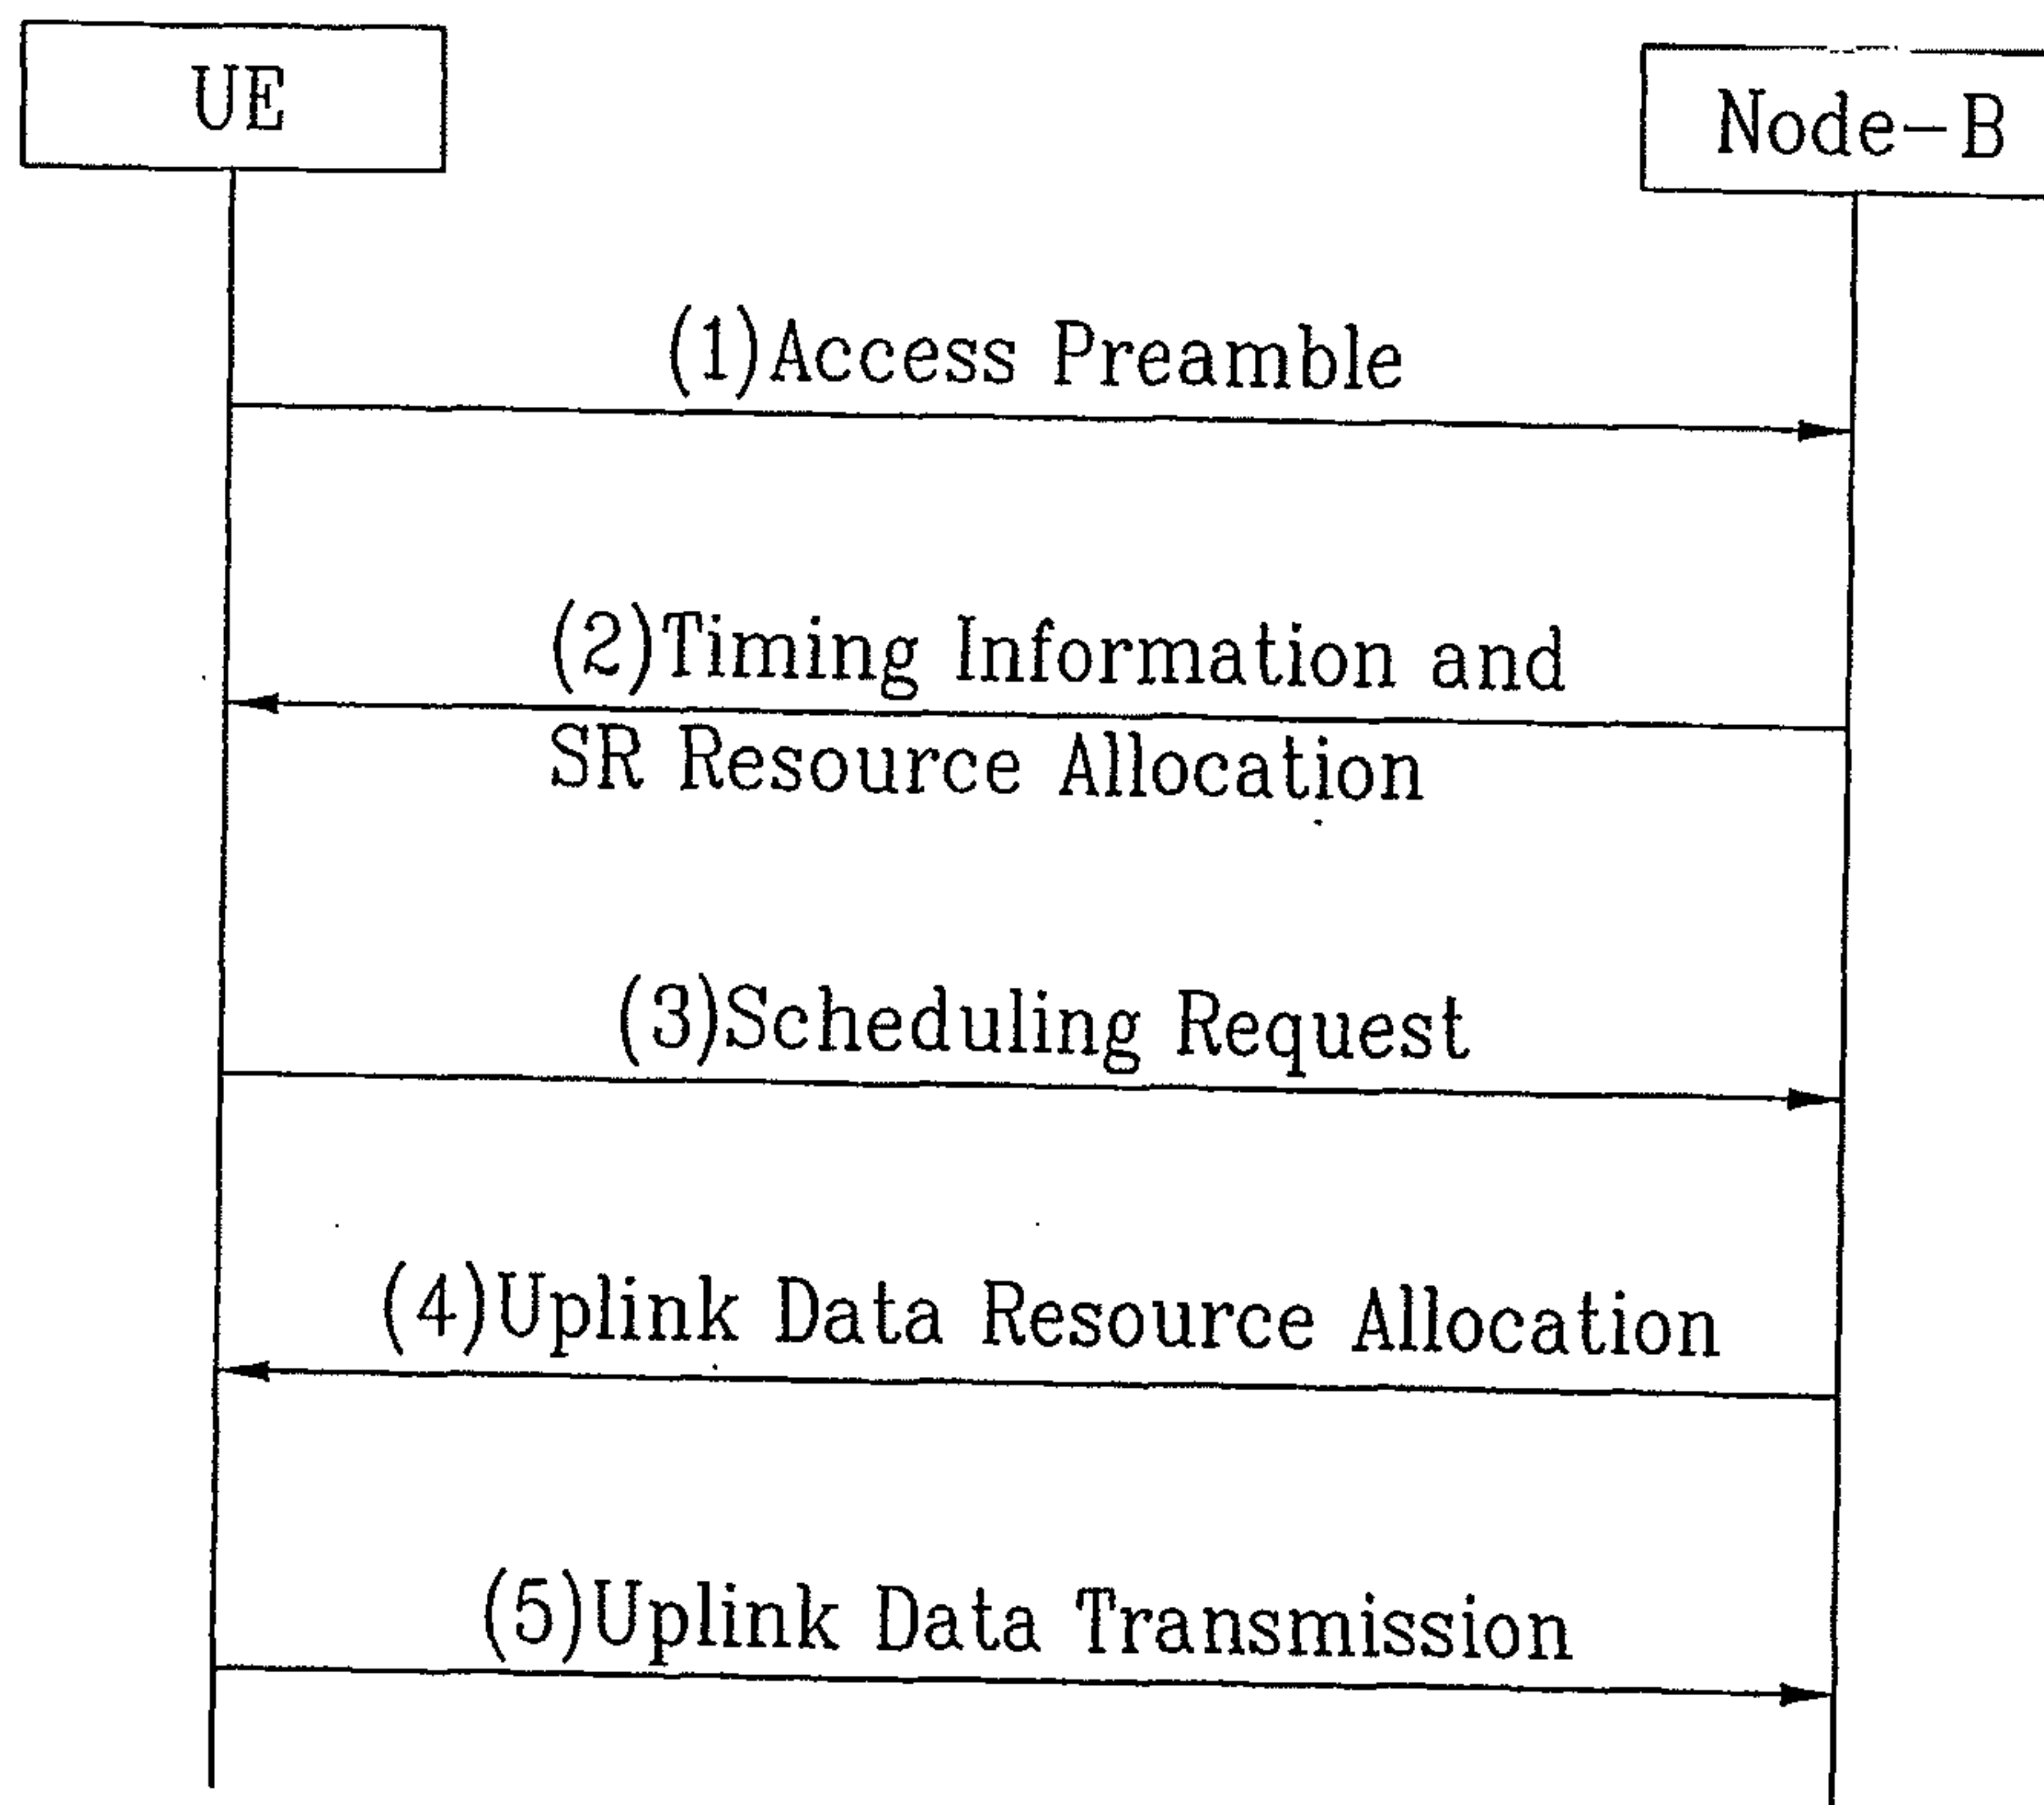 UE
Node-B
(1)Access Preamble
(2)Timing Information and
SR Resource Allocation
(3)Scheduling Request
(4)Uplink Data Resource Allocation
(5)Uplink Data Transmission